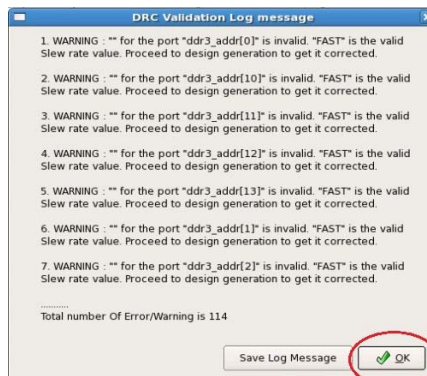 DRC Validation Log message
1. WARNING : "" for the port "ddr3_addr[0]" is invalid. "FAST" is the valid
Slew rate value. Proceed to design generation to get it corrected.
2. WARNING : "" for the port "ddr3_addr[10]" is invalid. "FAST" is the valid
Slew rate value. Proceed to design generation to get it corrected.
3. WARNING : "" for the port "ddr3_addr[11]" is invalid. "FAST" is the valid
Slew rate value. Proceed to design generation to get it corrected.
4. WARNING : "" for the port "ddr3_addr[12]" is invalid. "FAST" is the valid
Slew rate value. Proceed to design generation to get it corrected.
5. WARNING : "" for the port "ddr3_addr[13]" is invalid. "FAST" is the valid
Slew rate value. Proceed to design generation to get it corrected.
6. WARNING : "" for the port "ddr3_addr[1]" is invalid. "FAST" is the valid
Slew rate value. Proceed to design generation to get it corrected.
7. WARNING : "" for the port "ddr3_addr[2]" is invalid. "FAST" is the valid
Slew rate value. Proceed to design generation to get it corrected.
...........
Total number Of Error/Warning is 114
Save Log Message OK